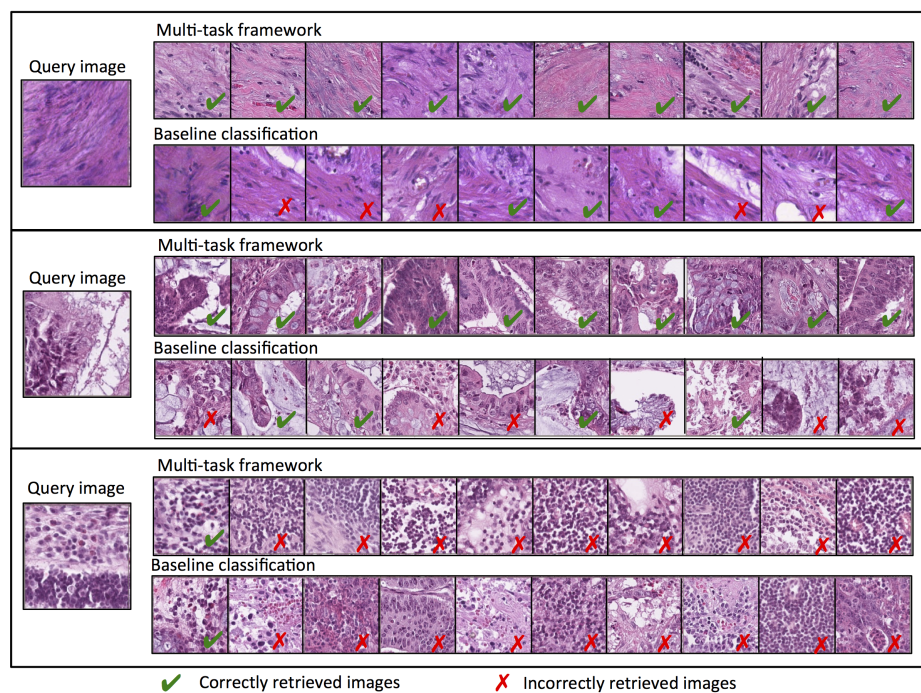 Multi-task framework
Query image
Baseline classification
Multi-task framework
Query image
Baseline classification
Multi-task framework
Query image
Baseline classification
✔ Correctly retrieved images ✗ Incorrectly retrieved images